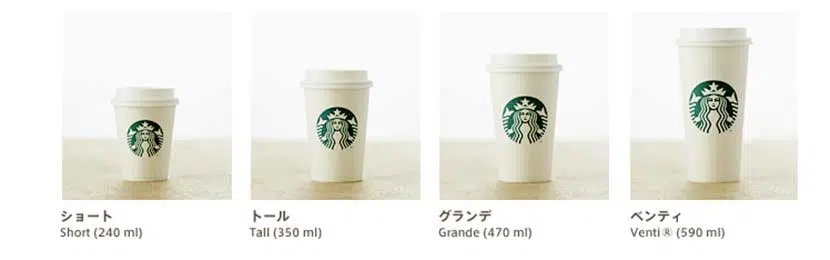 ショート
Short (240 ml)
トール
Tall (350 ml)
グランデ
Grande (470 ml)
ベンティ
Venti® (590 ml)